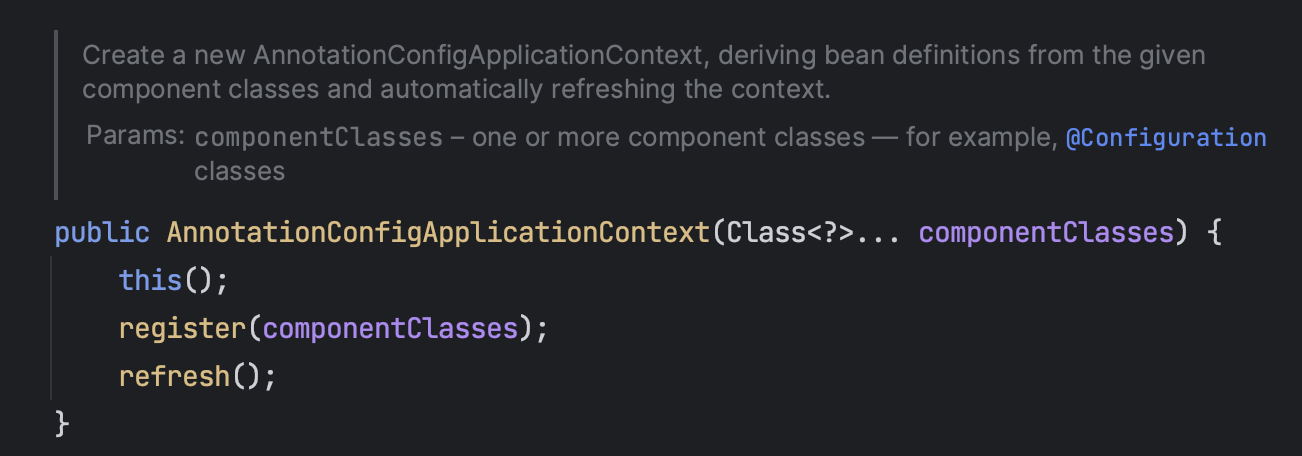 Create a new AnnotationConfigApplicationContext, deriving bean definitions from the given
component classes and automatically refreshing the context.
Params: componentClasses – one or more component classes — for example, @Configuration
classes
public AnnotationConfigApplicationContext(Class<?>... componentClasses) {
    this();
    register(componentClasses);
    refresh();
}